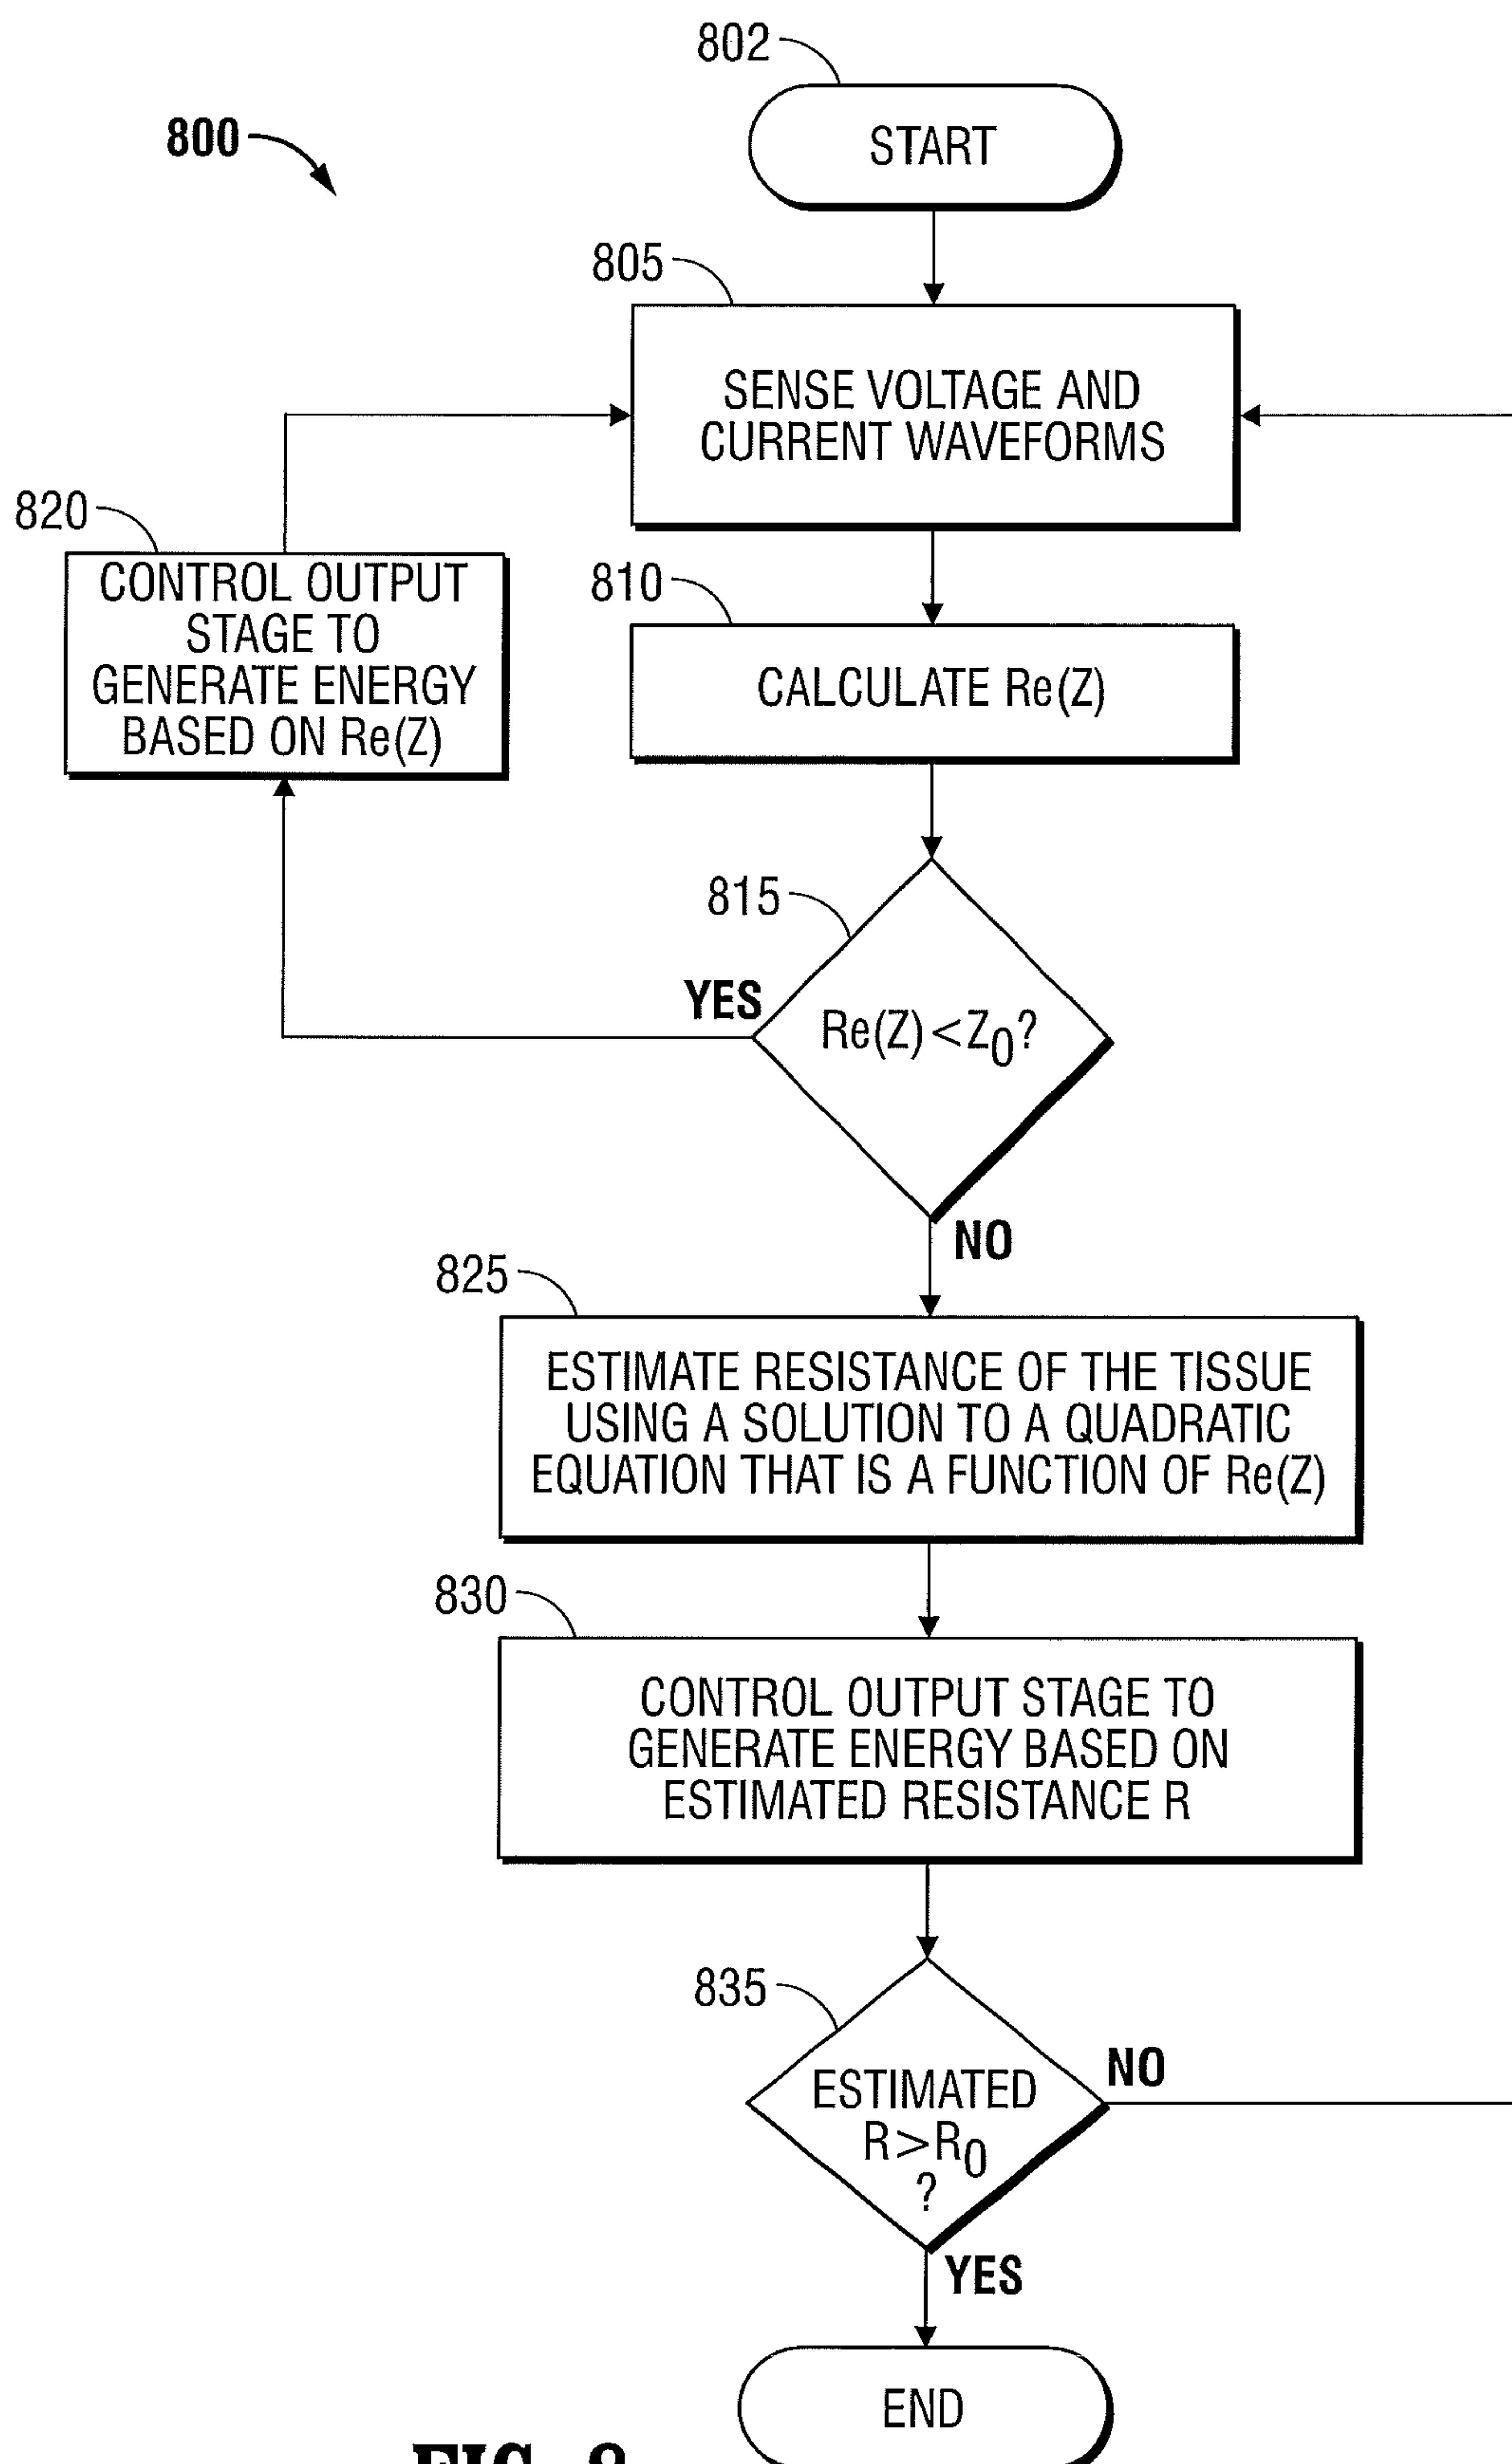 802
800
START
805
SENSE VOLTAGE AND
CURRENT WAVEFORMS
820
CONTROL OUTPUT
STAGE TO
GENERATE ENERGY
BASED ON Re(Z)
810
CALCULATE Re(Z)
815
YES
Re(Z)<Z0?
NO
825
ESTIMATE RESISTANCE OF THE TISSUE
USING A SOLUTION TO A QUADRATIC
EQUATION THAT IS A FUNCTION OF Re(Z)
830
CONTROL OUTPUT STAGE TO
GENERATE ENERGY BASED ON
ESTIMATED RESISTANCE R
835
NO
ESTIMATED
R>R0
?
YES
END
FIG. 8